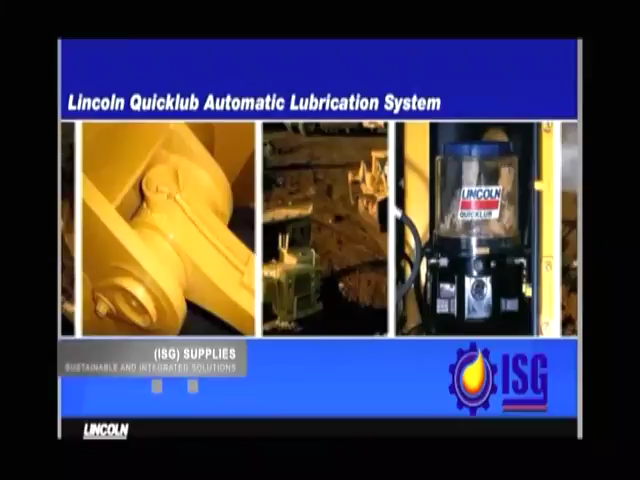 Lincoln Quicklub Automatic Lubrication System
LINCOLN
QUICKLUB
(ISG) SUPPLIES
SUSTAINABLE AND INTEGRATED SOLUTIONS
ISG
LINCOLN